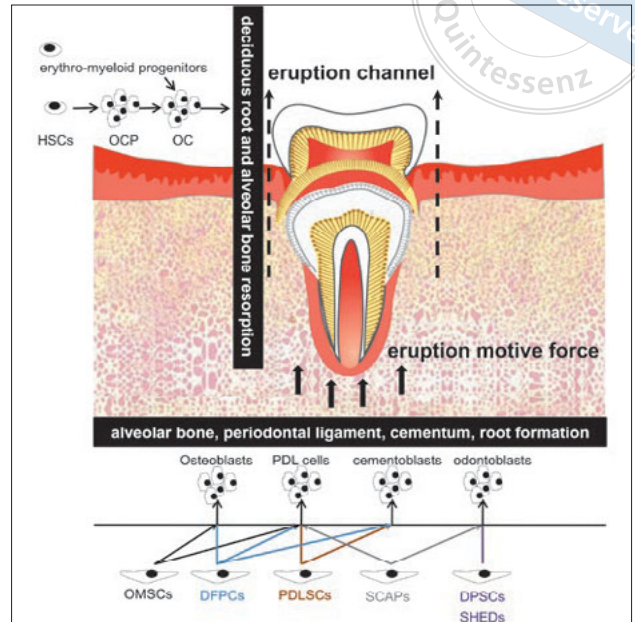 Quintessenz
eserve
erythro-myeloid progenitors
HSCs
OCP
OC
deciduous root and alveolar bone resorption
eruption channel
eruption motive force
alveolar bone, periodontal ligament, cementum, root formation
Osteoblasts PDL cells cementoblasts odontoblasts
OMSCs DFPCs PDLSCs SCAPs DPSCs
SHEDs